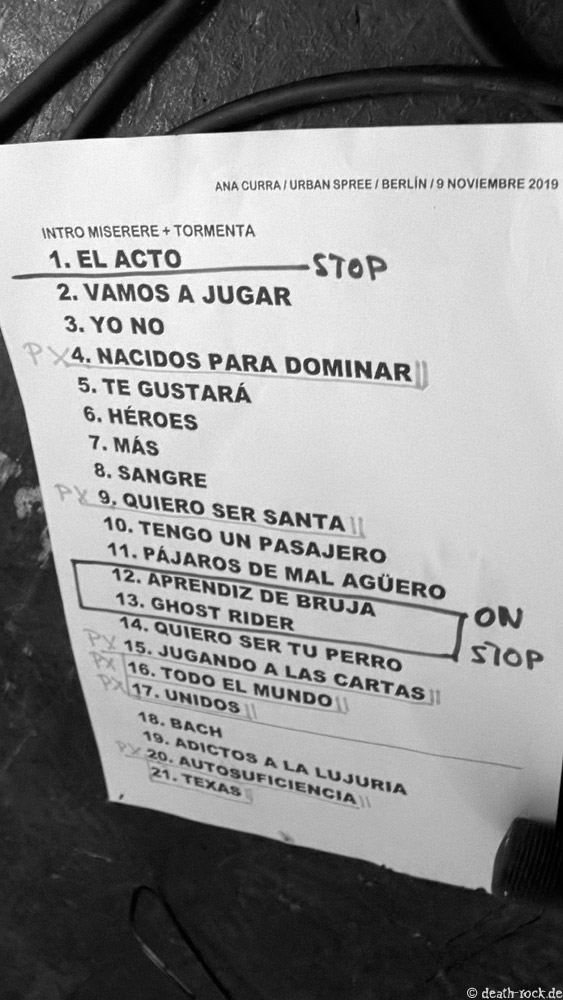 ANA CURRA / URBAN SPREE / BERLÍN / 9 NOVIEMBRE 2019
INTRO MISERERE + TORMENTA
1. EL ACTO STOP
2. VAMOS A JUGAR
3. YO NO
PX 4. NACIDOS PARA DOMINAR
5. TE GUSTARÁ
6. HÉROES
7. MÁS
8. SANGRE
PX 9. QUIERO SER SANTA
10. TENGO UN PASAJERO
11. PÁJAROS DE MAL AGÜERO
12. APRENDIZ DE BRUJA ON
13. GHOST RIDER STOP
14. QUIERO SER TU PERRO
PX 15. JUGANDO A LAS CARTAS
PX 16. TODO EL MUNDO
PX 17. UNIDOS
18. BACH
19. ADICTOS A LA LUJURIA
PX 20. AUTOSUFICIENCIA
21. TEXAS
© death-rock.de